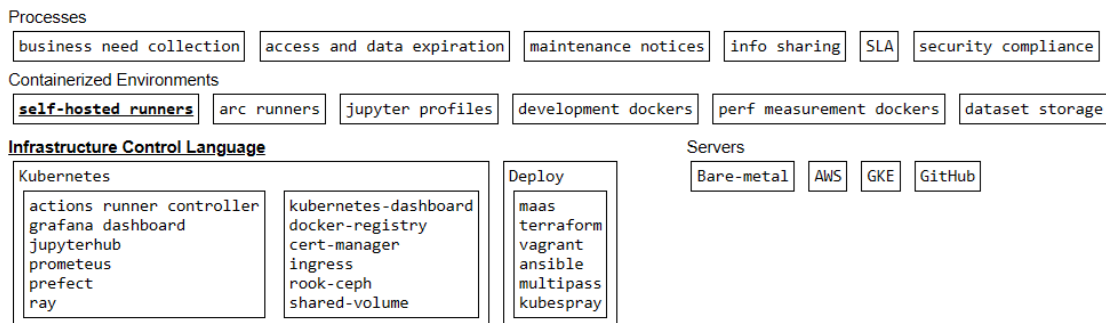 Processes
business need collection access and data expiration maintenance notices info sharing SLA security compliance
Containerized Environments
self-hosted runners arc runners jupyter profiles development dockers perf measurement dockers dataset storage
Infrastructure Control Language
Servers
Kubernetes
Deploy
Bare-metal AWS GKE GitHub
actions runner controller
grafana dashboard
jupyterhub
prometeus
prefect
ray
kubernetes-dashboard
docker-registry
cert-manager
ingress
rook-ceph
shared-volume
maas
terraform
vagrant
ansible
multipass
kubespray